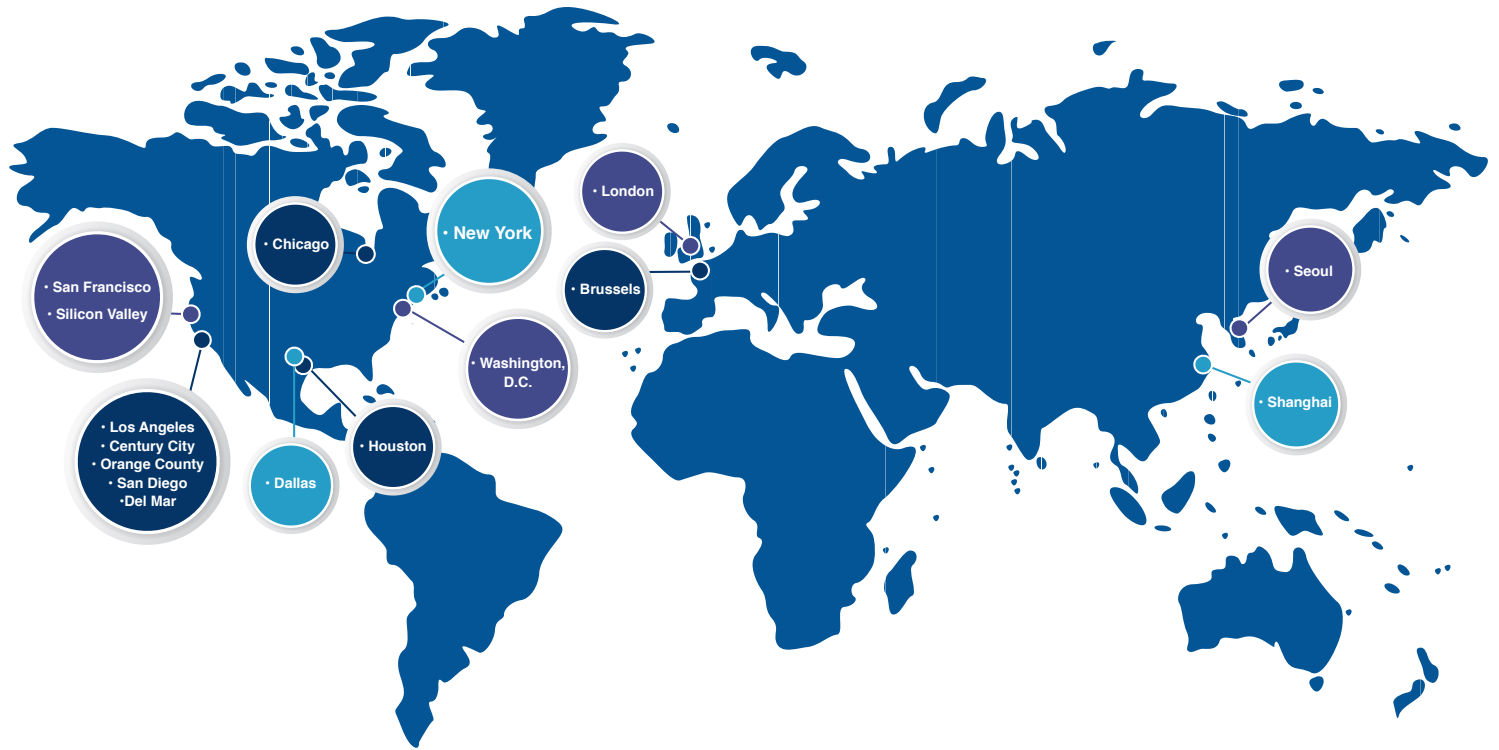 • London
• New York
• Chicago
• Seoul
• San Francisco
• Silicon Valley
• Brussels
• Washington,
D.C.
• Shanghai
• Los Angeles
• Century City
• Orange County
• San Diego
•Del Mar
• Houston
• Dallas